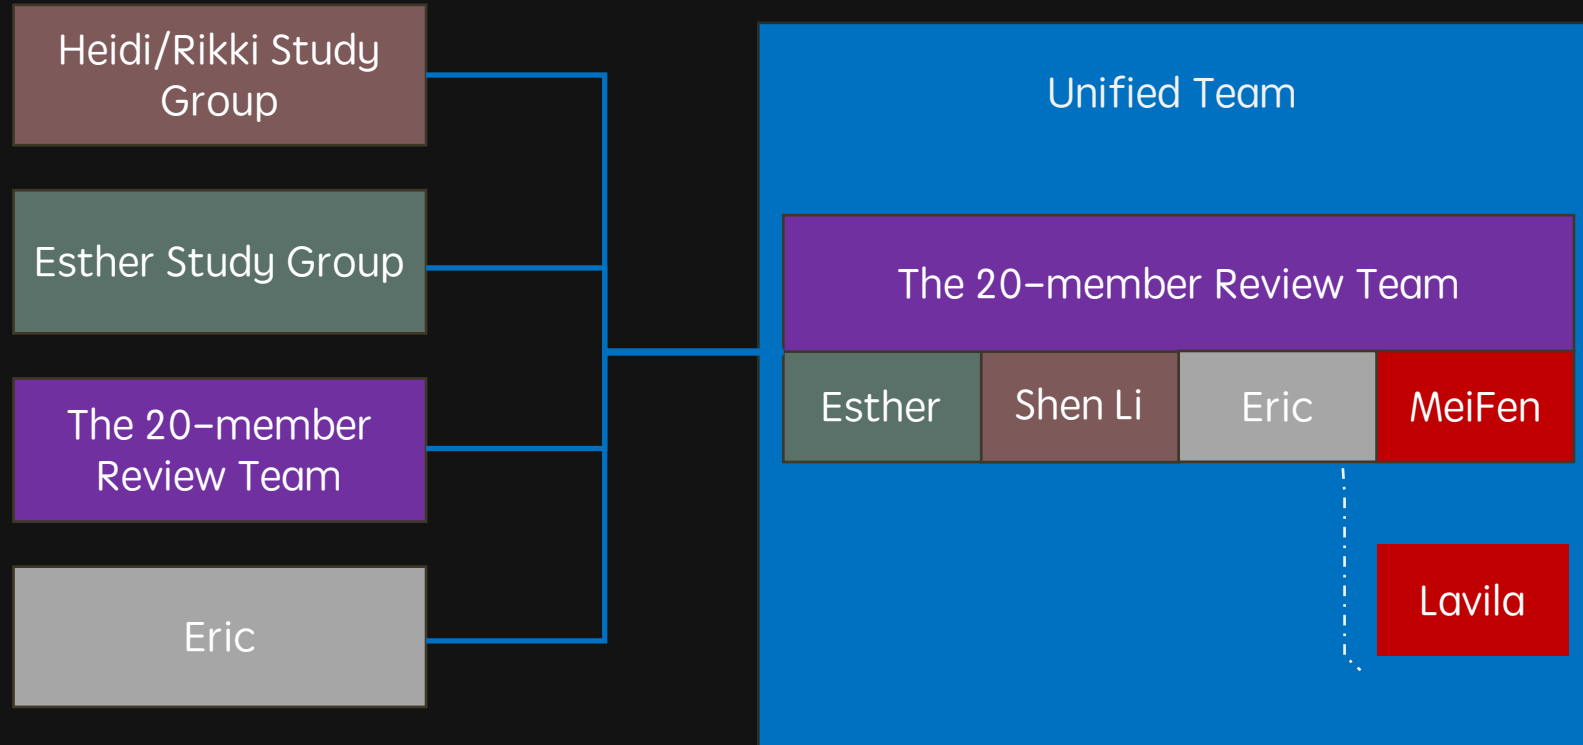 Heidi/Rikki Study
Group
Esther Study Group
The 20-member
Review Team
Eric
Unified Team
The 20-member Review Team
Esther
Shen Li
Eric
MeiFen
Lavila